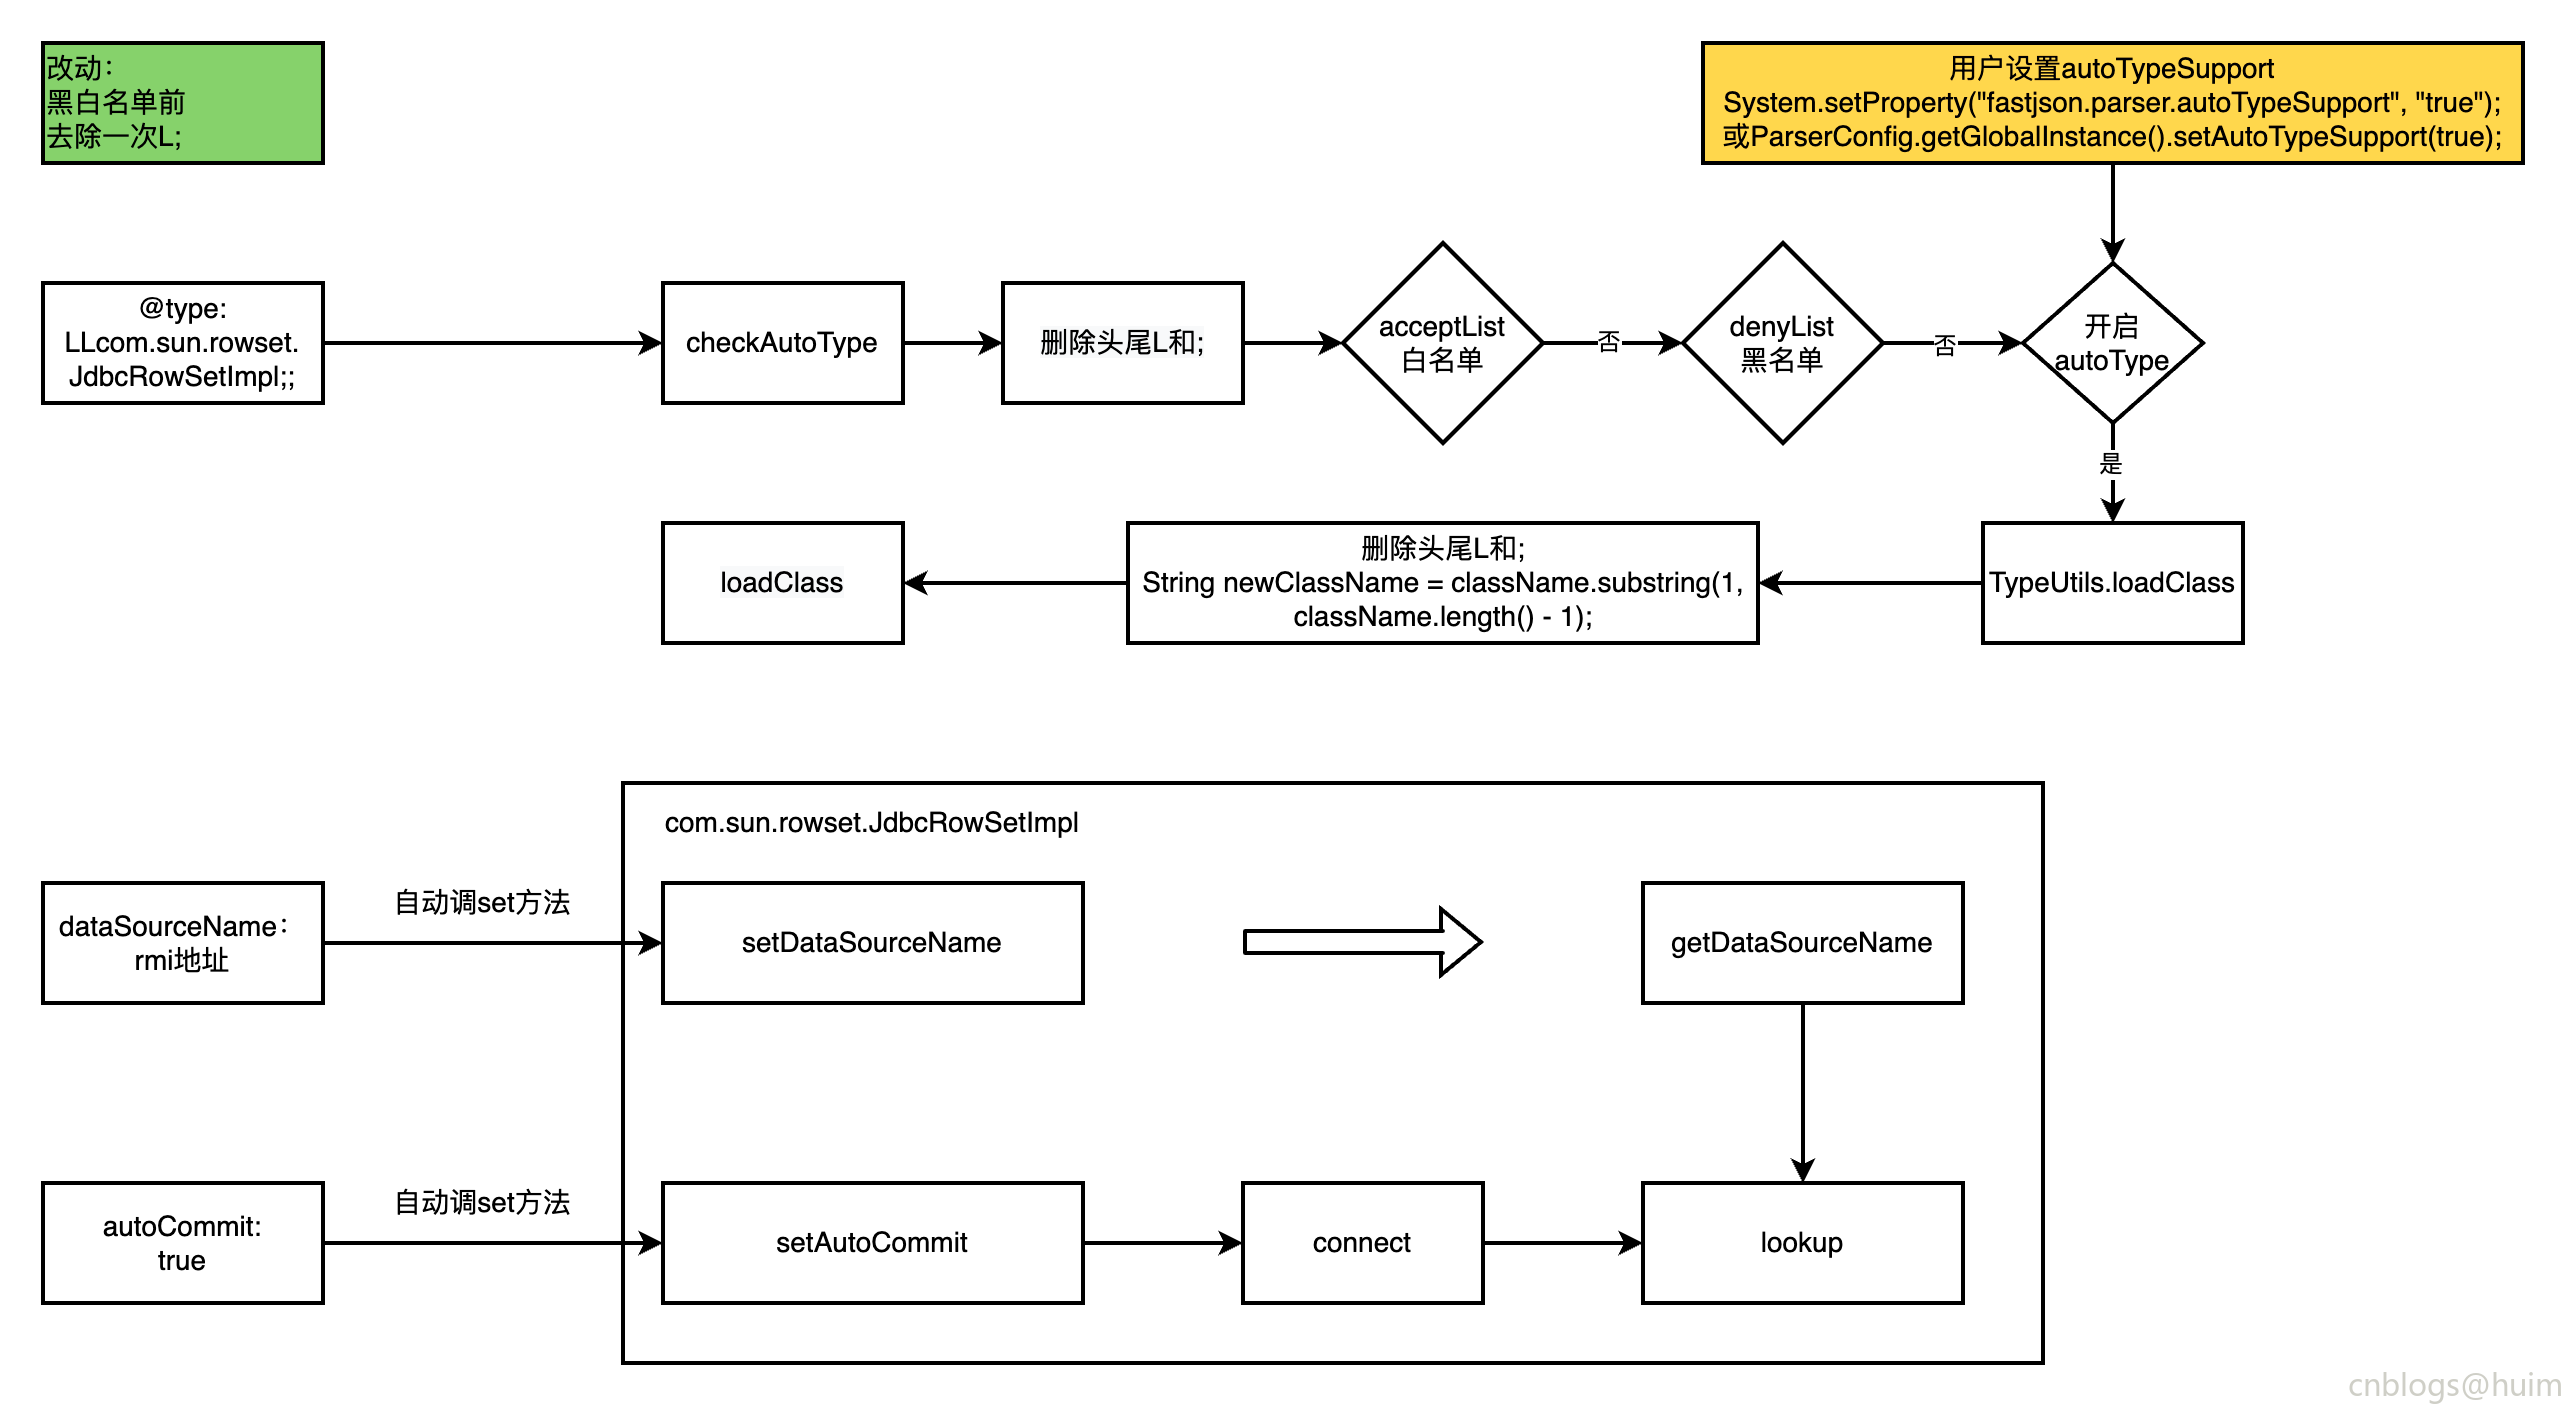 改动：
黑白名单前
去除一次L;
用户设置autoTypeSupport
System.setProperty("fastjson.parser.autoTypeSupport", "true");
或ParserConfig.getGlobalInstance().setAutoTypeSupport(true);
@type:
LLcom.sun.rowset.
JdbcRowSetImpl;;
checkAutoType
删除头尾L和;
acceptList
白名单
否
denyList
黑名单
否
开启
autoType
是
TypeUtils.loadClass
删除头尾L和;
String newClassName = className.substring(1,
className.length() - 1);
loadClass
com.sun.rowset.JdbcRowSetImpl
dataSourceName：
rmi地址
自动调set方法
setDataSourceName
getDataSourceName
autoCommit:
true
自动调set方法
setAutoCommit
connect
lookup
cnblogs@huim